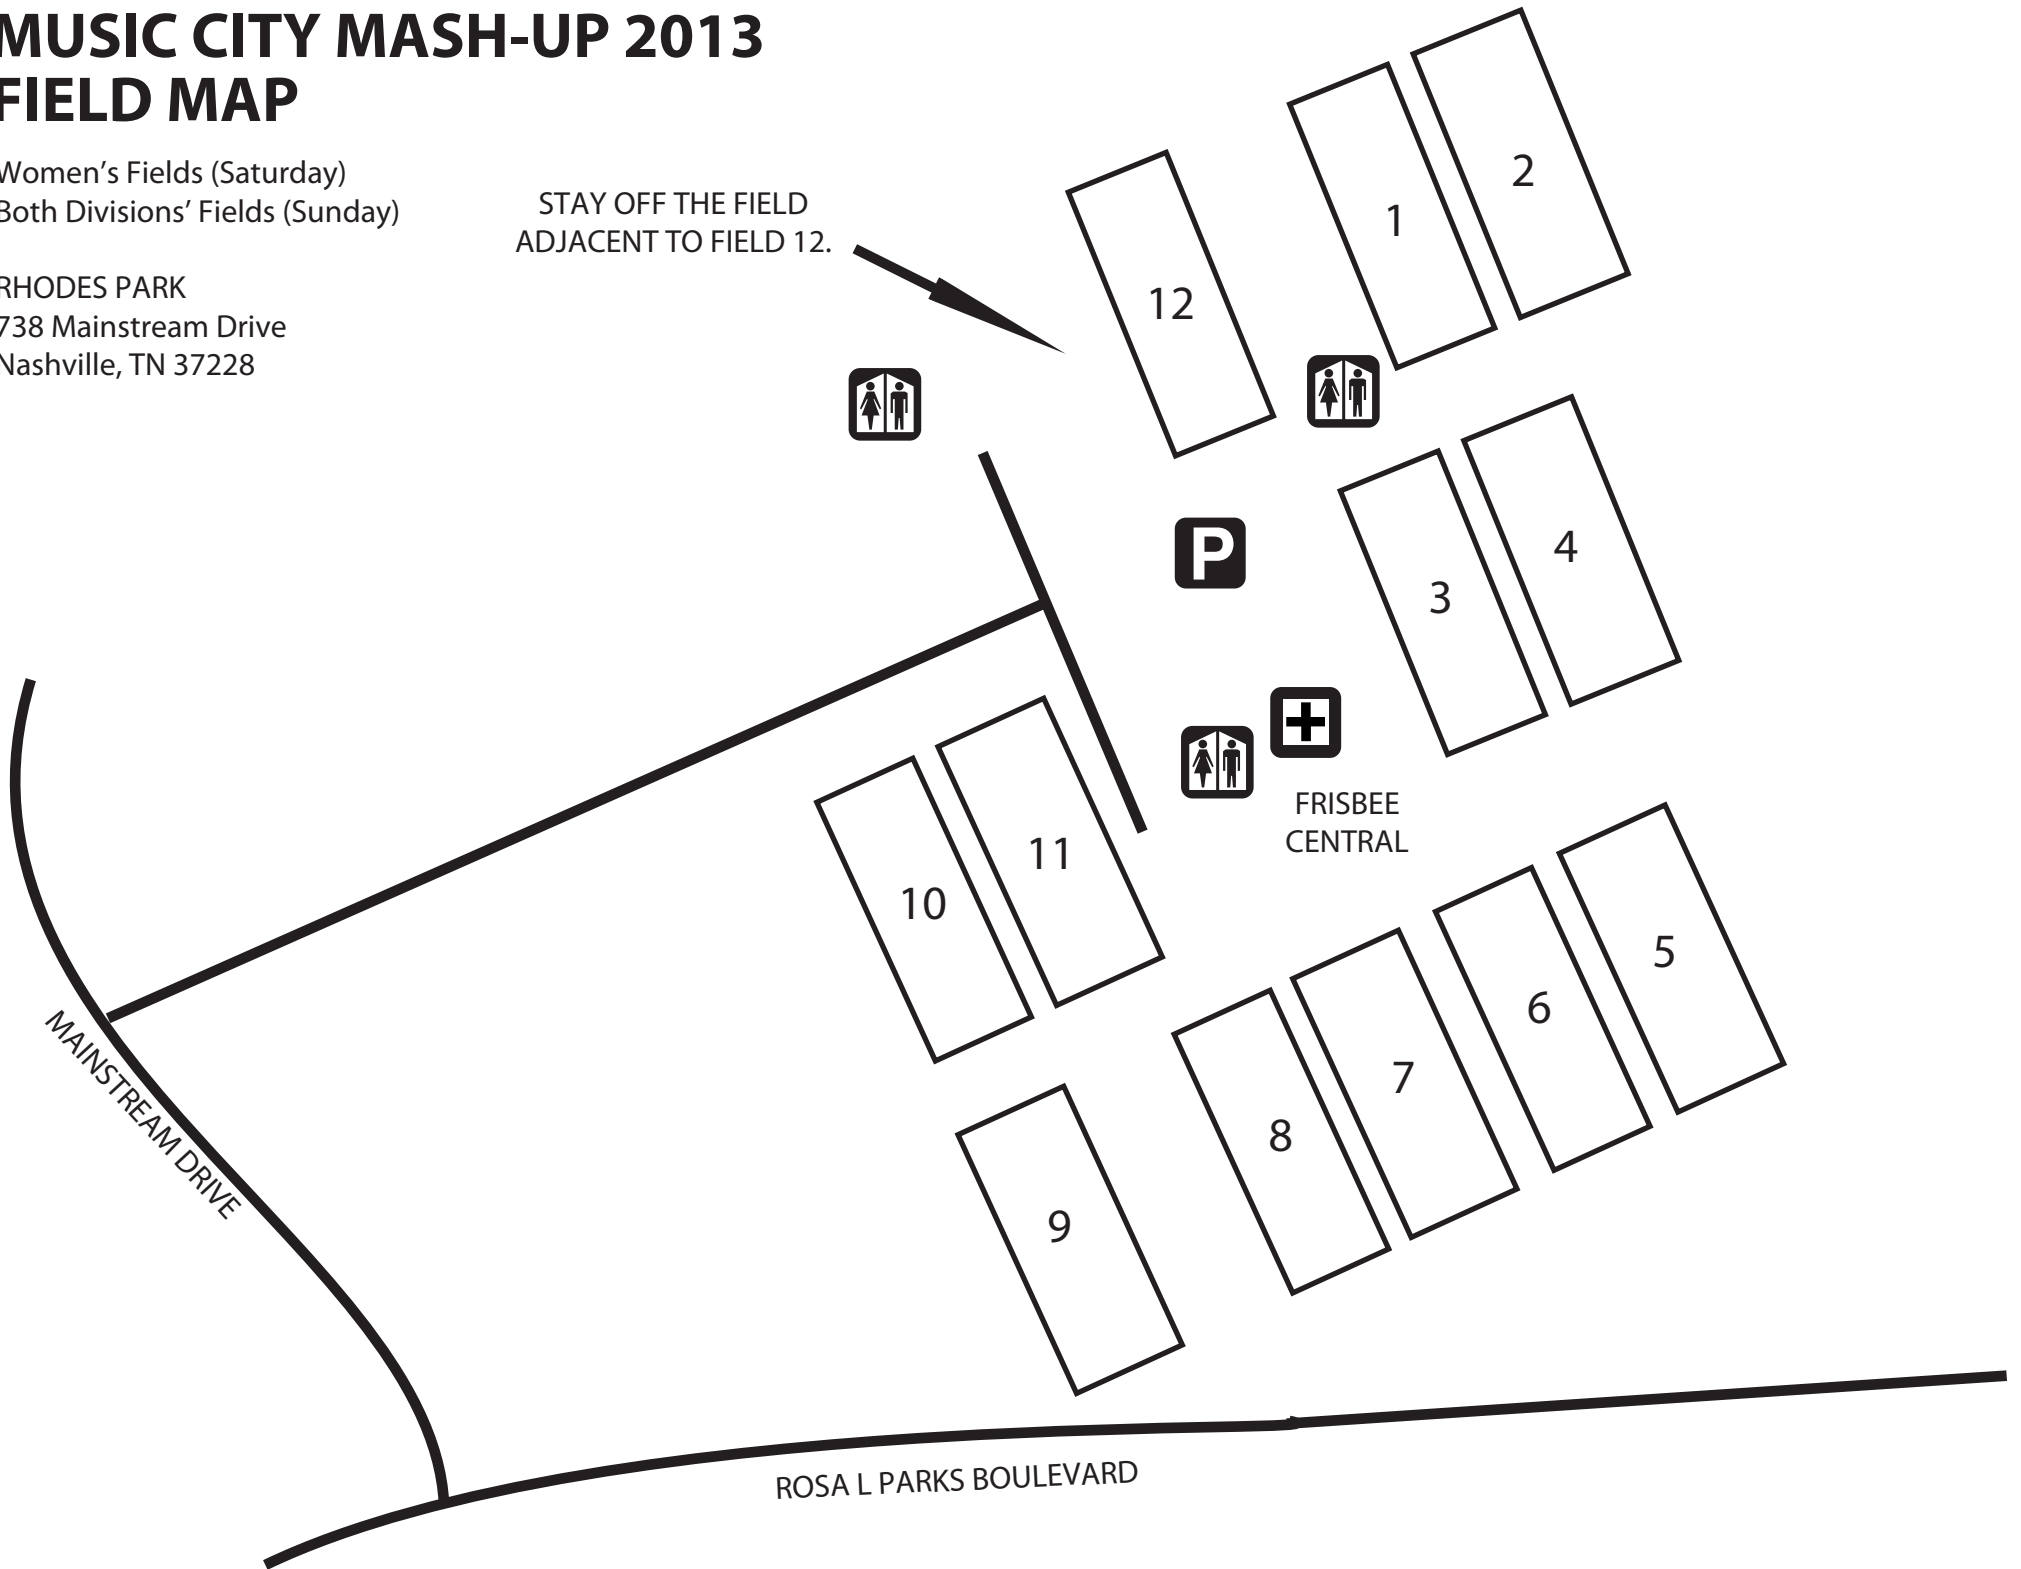 MUSIC CITY MASH-UP 2013
FIELD MAP
Women's Fields (Saturday)
Both Divisions' Fields (Sunday)
RHODES PARK
738 Mainstream Drive
Nashville, TN 37228
STAY OFF THE FIELD
ADJACENT TO FIELD 12.
2
1
12
P
4
3
FRISBEE
CENTRAL
11
10
5
6
7
8
9
MAINSTREAM DRIVE
ROSA L PARKS BOULEVARD